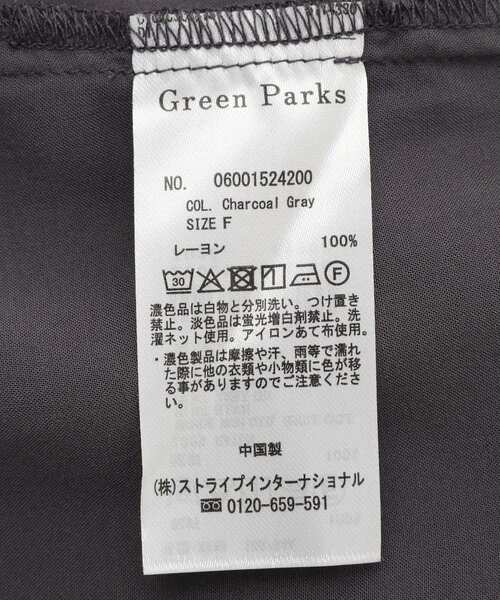 Green Parks
NO. 06001524200
COL. Charcoal Gray
SIZE F
レーヨン 100%
30
F
濃色品は白物と分別洗い。つけ置き
禁止。淡色品は蛍光増白剤禁止。洗
濯ネット使用。アイロンあて布使用。
・濃色製品は摩擦や汗、雨等で濡れ
た際に他の衣類や小物類に色が移
る事がありますのでご注意くださ
い。
中国製
(株)ストライプインターナショナル
0120-659-591